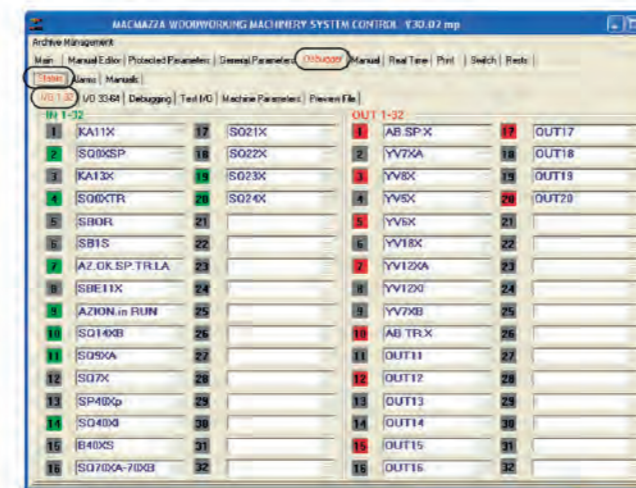 MACMAZZA WOODWORKING MACHINERY SYSTEM CONTROL V30.02 mp
Archive Management
Main Manual Editor Protected Parameters General Parameters Debugger Manual Real Time Print Switch Rests
Status Alarms Manuals
I/O 1-32 I/O 33-64 Debugging Test I/O Machine Parameters Preview File
IN 1-32 OUT 1-32
1 KA11X 17 SQ21X 1 AB.SP.X 17 OUT17
2 SQ8XSP 18 SQ22X 2 YV7XA 18 OUT18
3 KA13X 19 SQ23X 3 YV8X 19 OUT19
4 SQ8XTR 20 SQ24X 4 YV5X 20 OUT20
5 SB0R 21 5 YV6X 21
6 SB1S 22 6 YV18X 22
7 AZ.OK.SP.TR.LA 23 7 YV12XA 23
8 SBE11X 24 8 YV12XI 24
9 AZION.in RUN 25 9 YV7XB 25
10 SQ14XB 26 10 AB.TR.X 26
11 SQ9XA 27 11 OUT11 27
12 SQ7X 28 12 OUT12 28
13 SP40Xp 29 13 OUT13 29
14 SQ40XI 30 14 OUT14 30
15 B40XS 31 15 OUT15 31
16 SQ70XA-70XB 32 16 OUT16 32